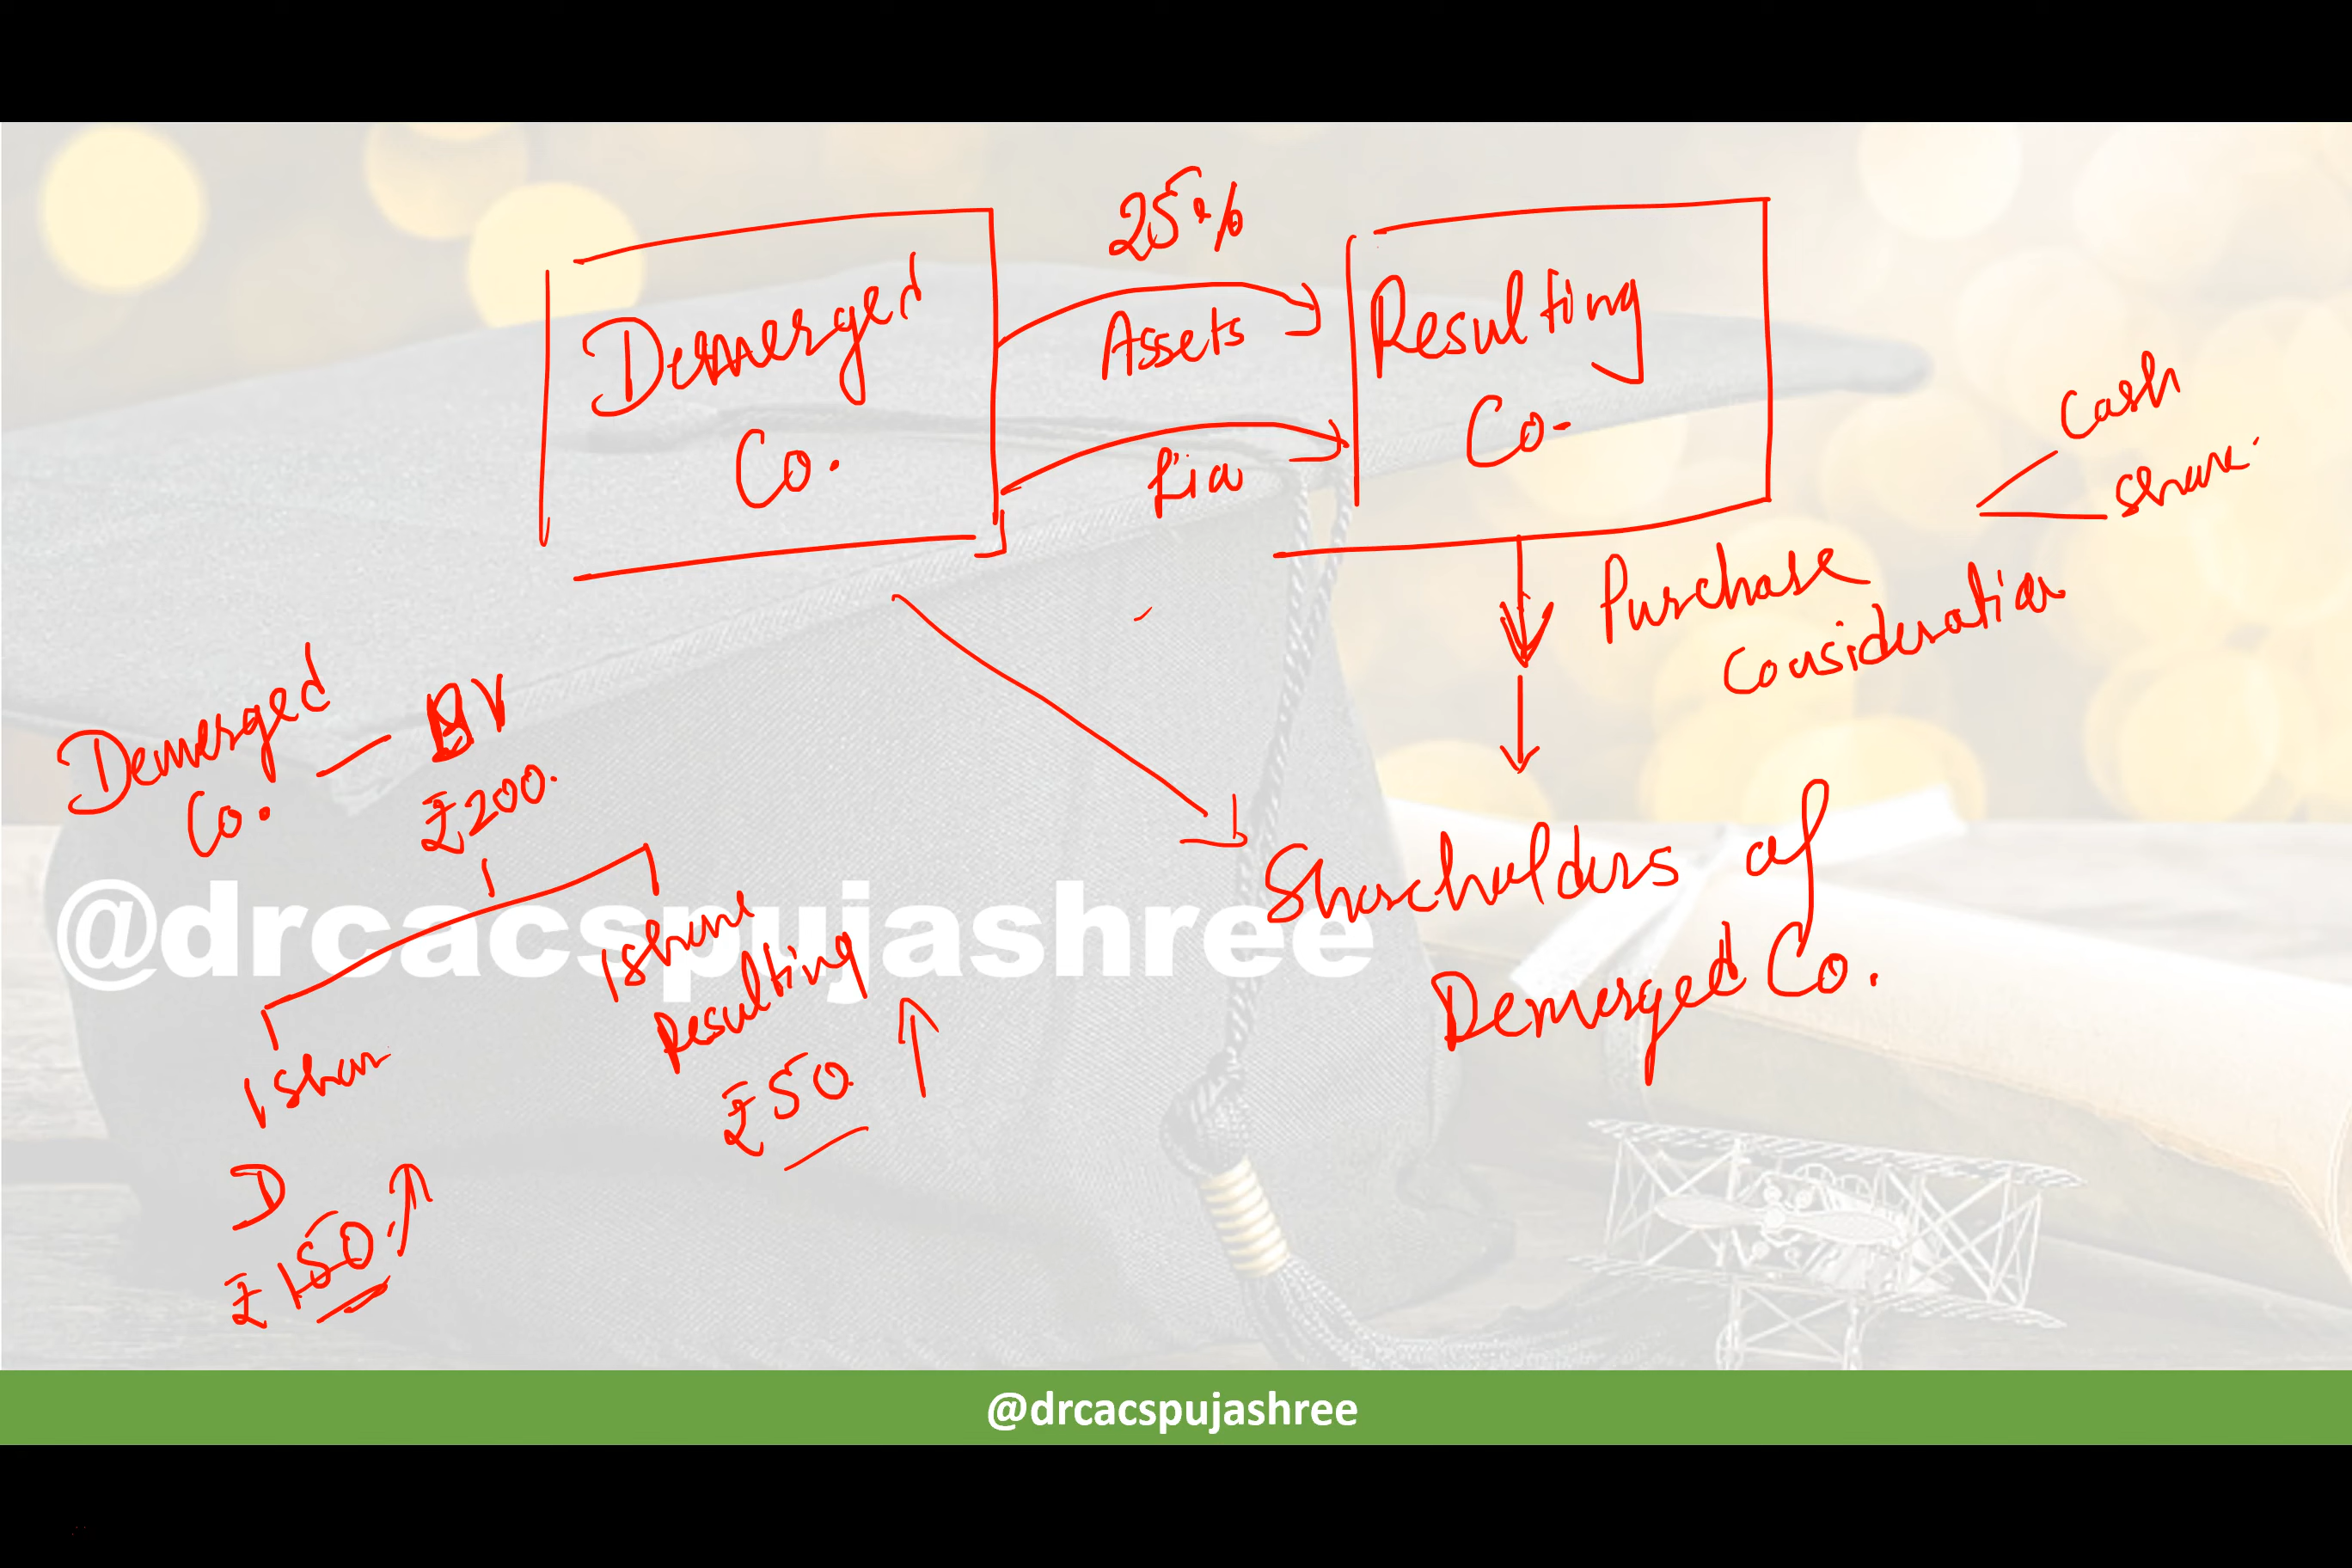 25%
Demerged
Co.
Assets
Lia
Resulting
Co.
Cash
Share.
Purchase
Consideration
Shareholders of
Demerged Co.
Demerged
Co.
BV
₹200.
1 Share
Resulting
₹50
1 Share
D
₹150.
@drcacspujashree
@drcacspujashree